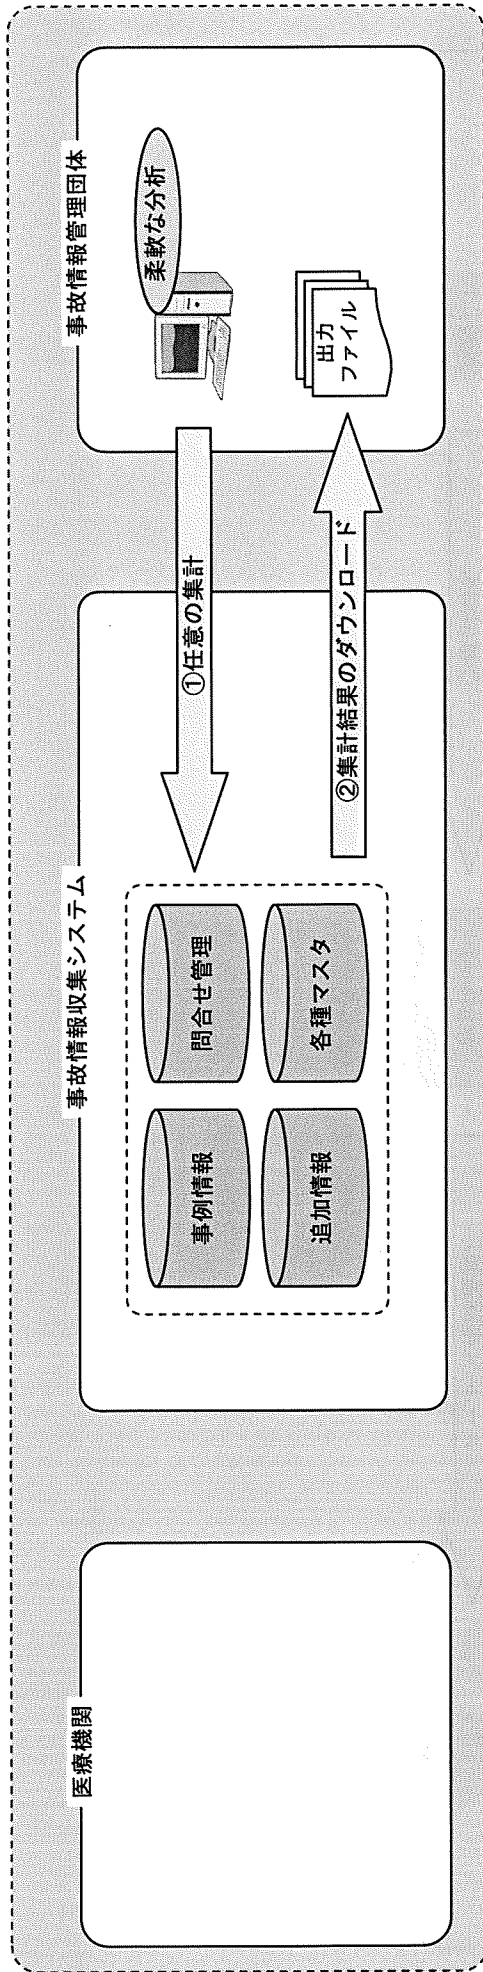 医療機関
事故情報収集システム
事例情報
問合せ管理
追加情報
各種マスタ
①任意の集計
②集計結果のダウンロード
事故情報管理団体
柔軟な分析
出力
ファイル